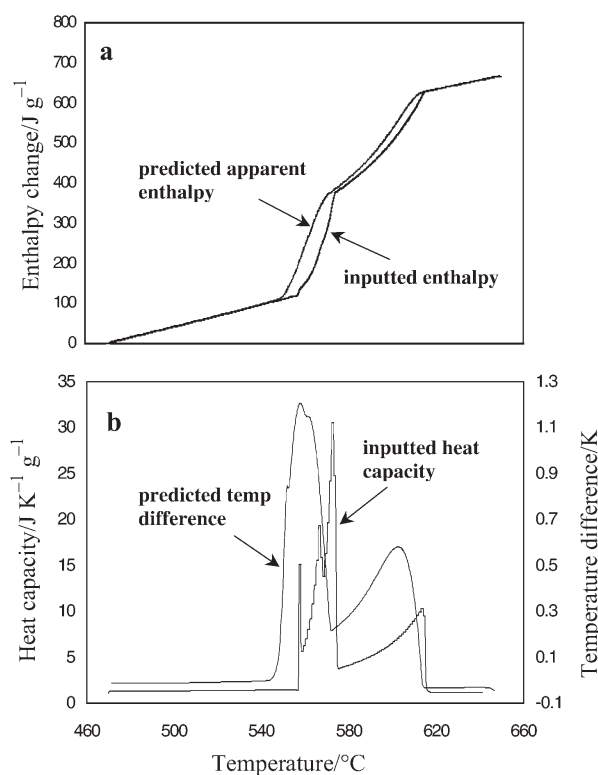 a
800
700
600
500
400
300
200
100
0
Enthalpy change/J g−1
predicted apparent
enthalpy
inputted enthalpy
b
35
30
25
20
15
10
5
0
Heat capacity/J K−1 g−1
1.3
1.1
0.9
0.7
0.5
0.3
0.1
-0.1
Temperature difference/K
inputted heat
capacity
predicted temp
difference
460 500 540 580 620 660
Temperature/°C